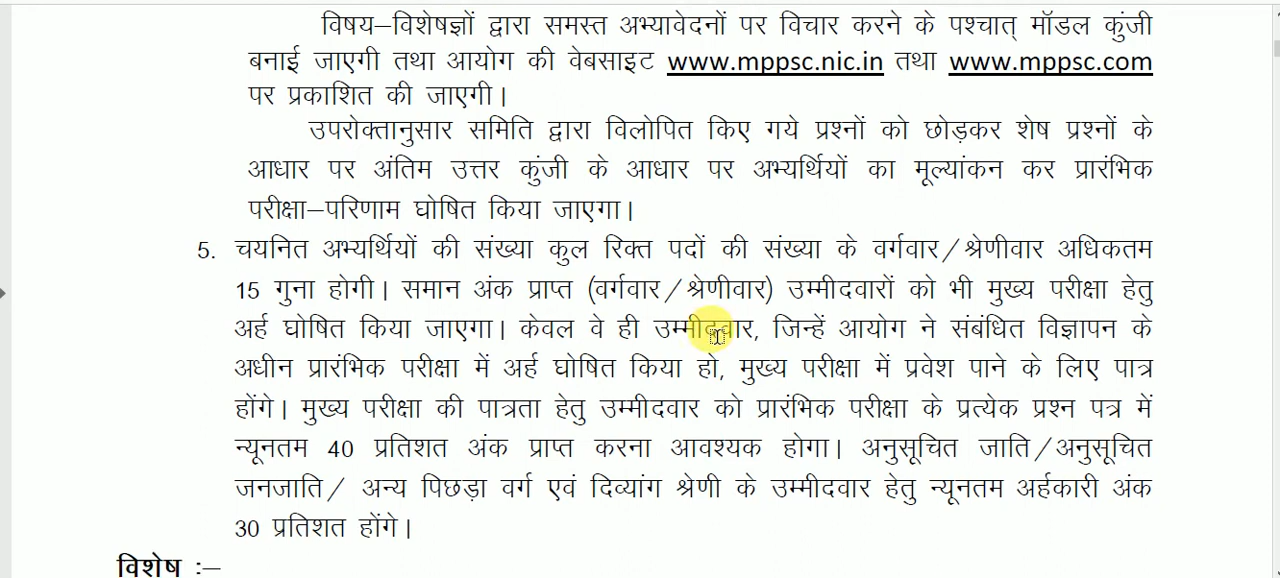 विषय–विशेषज्ञों द्वारा समस्त अभ्यावेदनों पर विचार करने के पश्चात् मॉडल कुंजी
बनाई जाएगी तथा आयोग की वेबसाइट www.mppsc.nic.in तथा www.mppsc.com
पर प्रकाशित की जाएगी।
उपरोक्तानुसार समिति द्वारा विलोपित किए गये प्रश्नों को छोड़कर शेष प्रश्नों के
आधार पर अंतिम उत्तर कुंजी के आधार पर अभ्यर्थियों का मूल्यांकन कर प्रारंभिक
परीक्षा–परिणाम घोषित किया जाएगा।
5. चयनित अभ्यर्थियों की संख्या कुल रिक्त पदों की संख्या के वर्गवार/श्रेणीवार अधिकतम
15 गुना होगी। समान अंक प्राप्त (वर्गवार/श्रेणीवार) उम्मीदवारों को भी मुख्य परीक्षा हेतु
अर्ह घोषित किया जाएगा। केवल वे ही उम्मीदवार, जिन्हें आयोग ने संबंधित विज्ञापन के
अधीन प्रारंभिक परीक्षा में अर्ह घोषित किया हो, मुख्य परीक्षा में प्रवेश पाने के लिए पात्र
होंगे। मुख्य परीक्षा की पात्रता हेतु उम्मीदवार को प्रारंभिक परीक्षा के प्रत्येक प्रश्न पत्र में
न्यूनतम 40 प्रतिशत अंक प्राप्त करना आवश्यक होगा। अनुसूचित जाति/अनुसूचित
जनजाति/ अन्य पिछड़ा वर्ग एवं दिव्यांग श्रेणी के उम्मीदवार हेतु न्यूनतम अर्हकारी अंक
30 प्रतिशत होंगे।
विशेष :–